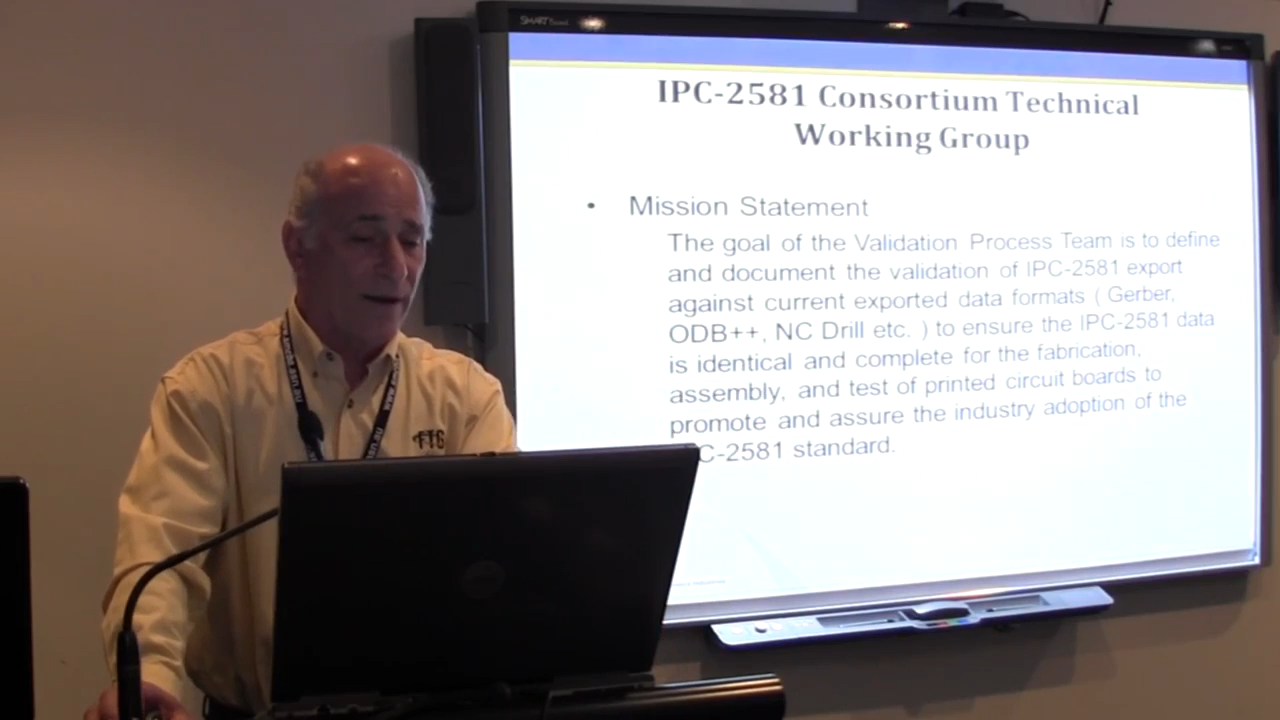 SMART Board
IPC-2581 Consortium Technical
Working Group
• Mission Statement
The goal of the Validation Process Team is to define
and document the validation of IPC-2581 export
against current exported data formats ( Gerber,
ODB++, NC Drill etc. ) to ensure the IPC-2581 data
is identical and complete for the fabrication,
assembly, and test of printed circuit boards to
promote and assure the industry adoption of the
C-2581 standard.
FTG